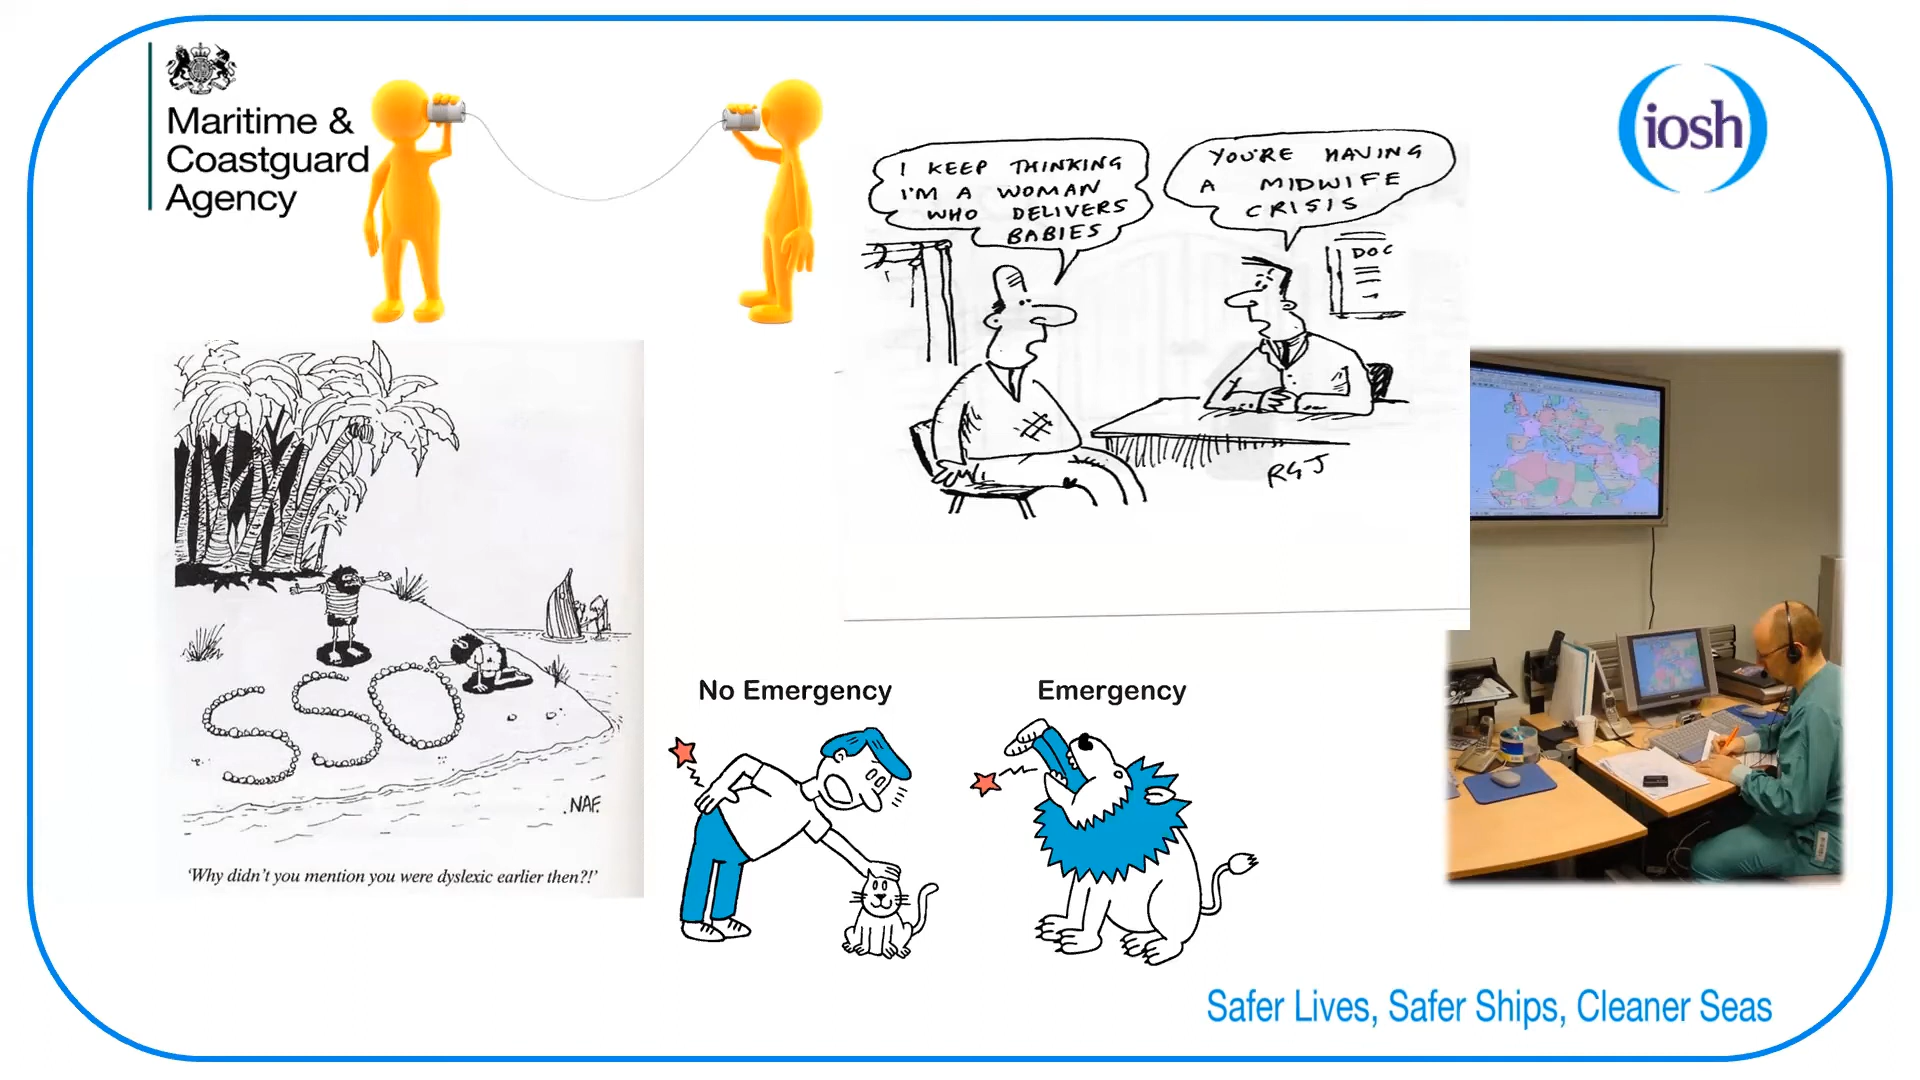 Maritime &
Coastguard
Agency
iosh
I KEEP THINKING
I'M A WOMAN
WHO DELIVERS
BABIES
YOU'RE HAVING
A MIDWIFE
CRISIS
DOC
RGJ
SSO
.NAF.
'Why didn't you mention you were dyslexic earlier then?!'
No Emergency
Emergency
Safer Lives, Safer Ships, Cleaner Seas